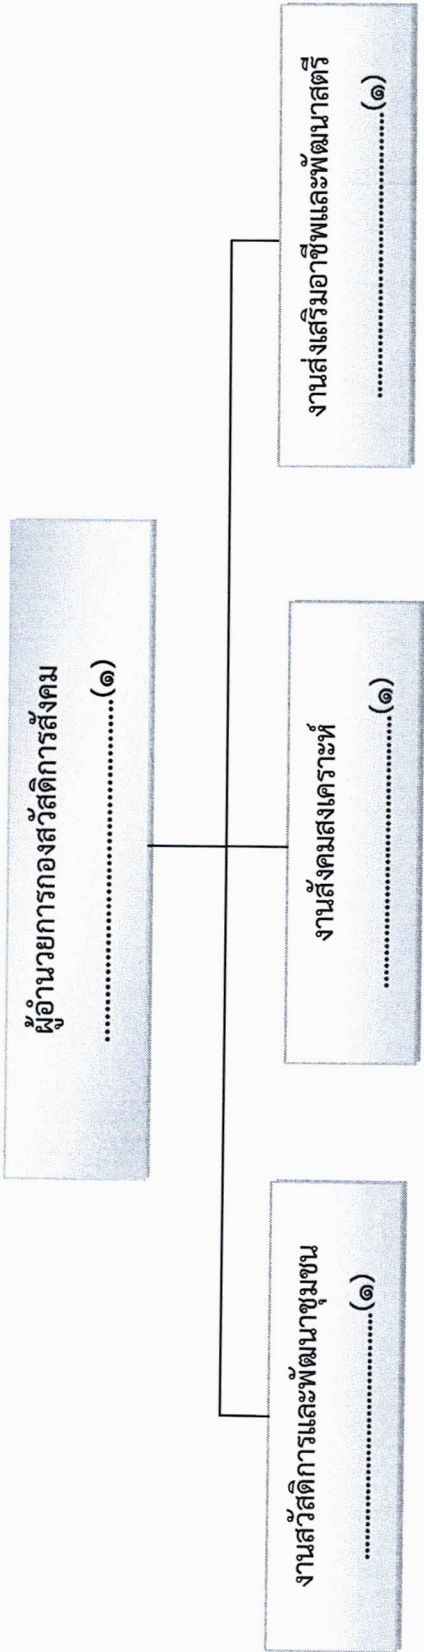 ผู้อำนวยการกองสวัสดิการสังคม
................................................(๑)
งานสวัสดิการและพัฒนาชุมชน
...................................(๑)
งานสังคมสงเคราะห์
.......................................(๑)
งานส่งเสริมอาชีพและพัฒนาสตรี
.........................................(๑)